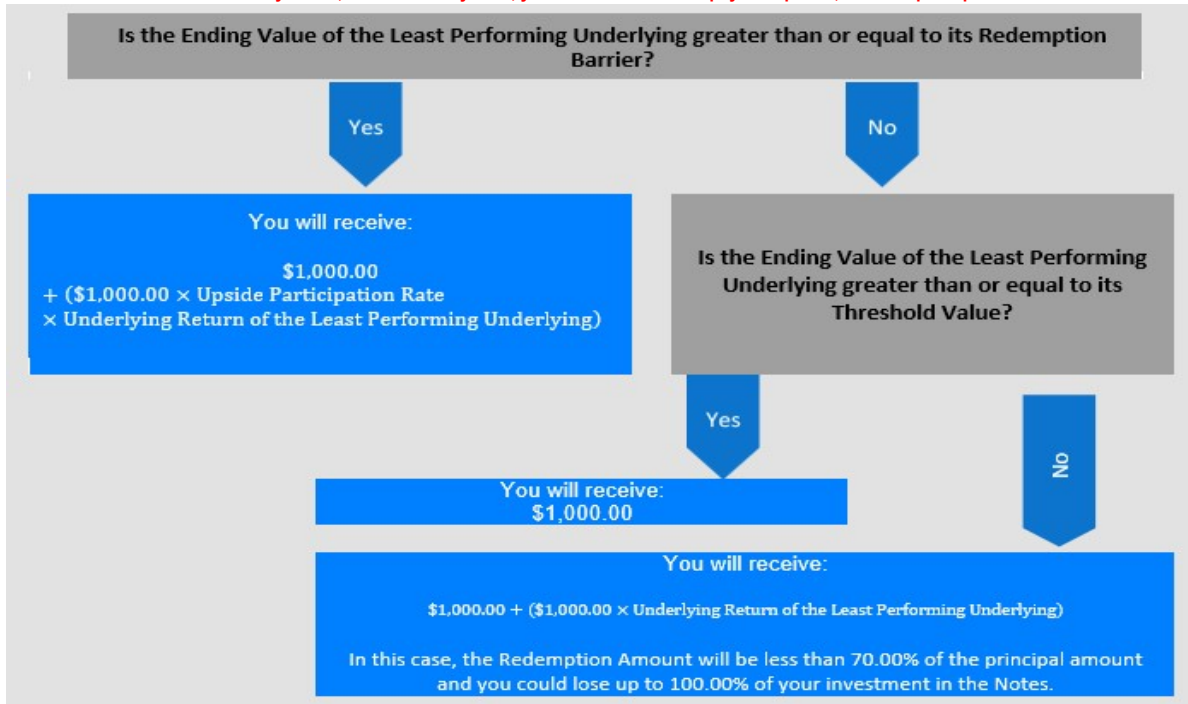 Is the Ending Value of the Least Performing Underlying greater than or equal to its Redemption
Barrier?
Yes
No
You will receive:
$1,000.00
+ ($1,000.00 × Upside Participation Rate
× Underlying Return of the Least Performing Underlying)
Is the Ending Value of the Least Performing
Underlying greater than or equal to its
Threshold Value?
Yes
No
You will receive:
$1,000.00
You will receive:
$1,000.00 + ($1,000.00 × Underlying Return of the Least Performing Underlying)
In this case, the Redemption Amount will be less than 70.00% of the principal amount
and you could lose up to 100.00% of your investment in the Notes.